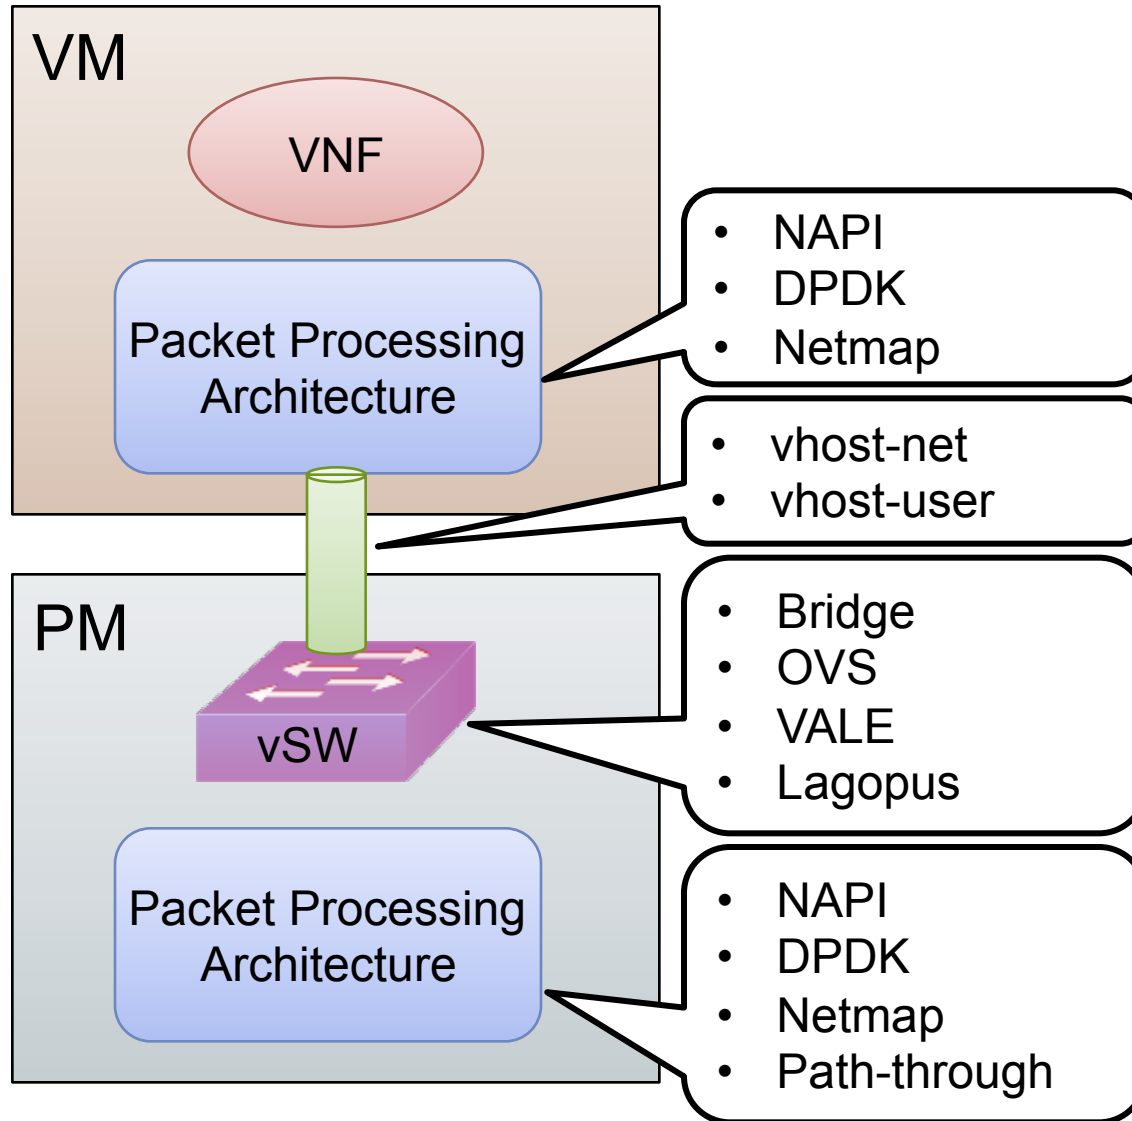 VM
VNF
Packet Processing
Architecture
• NAPI
• DPDK
• Netmap
• vhost-net
• vhost-user
PM
vSW
• Bridge
• OVS
• VALE
• Lagopus
Packet Processing
Architecture
• NAPI
• DPDK
• Netmap
• Path-through